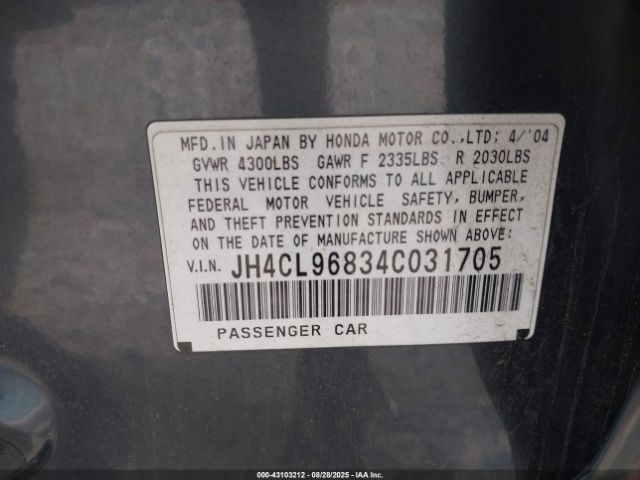 MFD. IN JAPAN BY HONDA MOTOR CO.,LTD; 4/'04
GVWR 4300LBS GAWR F 2335LBS R 2030LBS
THIS VEHICLE CONFORMS TO ALL APPLICABLE
FEDERAL MOTOR VEHICLE SAFETY, BUMPER,
AND THEFT PREVENTION STANDARDS IN EFFECT
ON THE DATE OF MANUFACTURE SHOWN ABOVE:
V.I.N. JH4CL96834C031705
PASSENGER CAR
000-43103212 | 08/28/2025 | IAA Inc.